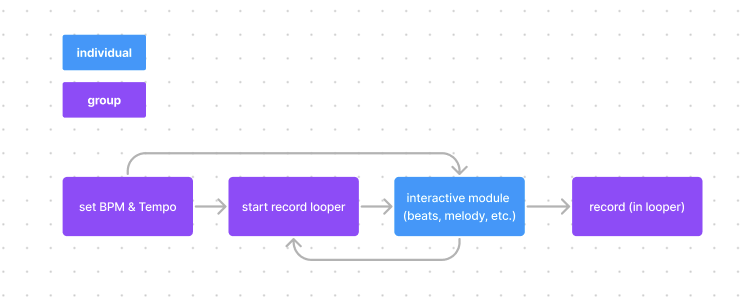 individual
group
set BPM & Tempo
start record looper
interactive module
(beats, melody, etc.)
record (in looper)